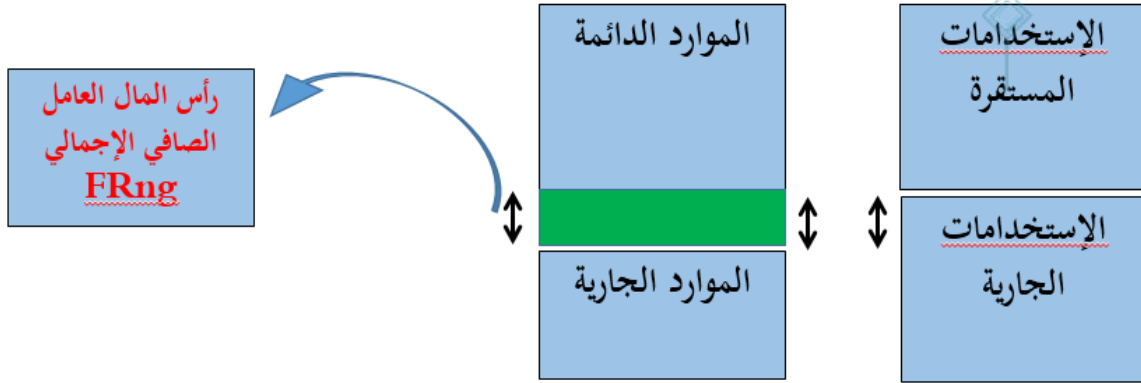 الإستخدامات
المستقرة
الموارد الدائمة
رأس المال العامل
الصافي الإجمالي
FRng
الإستخدامات
الجارية
الموارد الجارية